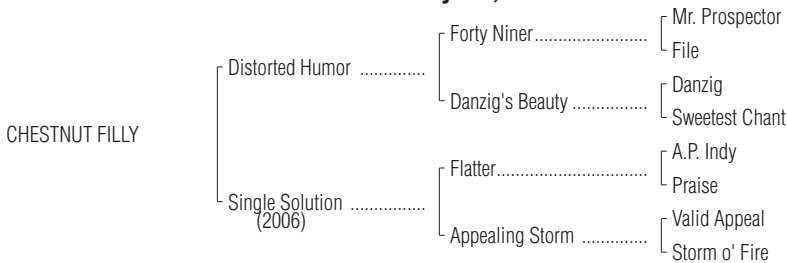 Mr. Prospector
Forty Niner..........................
File
Distorted Humor ...............
Danzig
Danzig's Beauty .................
Sweetest Chant
CHESTNUT FILLY
A.P. Indy
Flatter....................................
Praise
Single Solution .................
(2006)
Valid Appeal
Appealing Storm ...............
Storm o' Fire